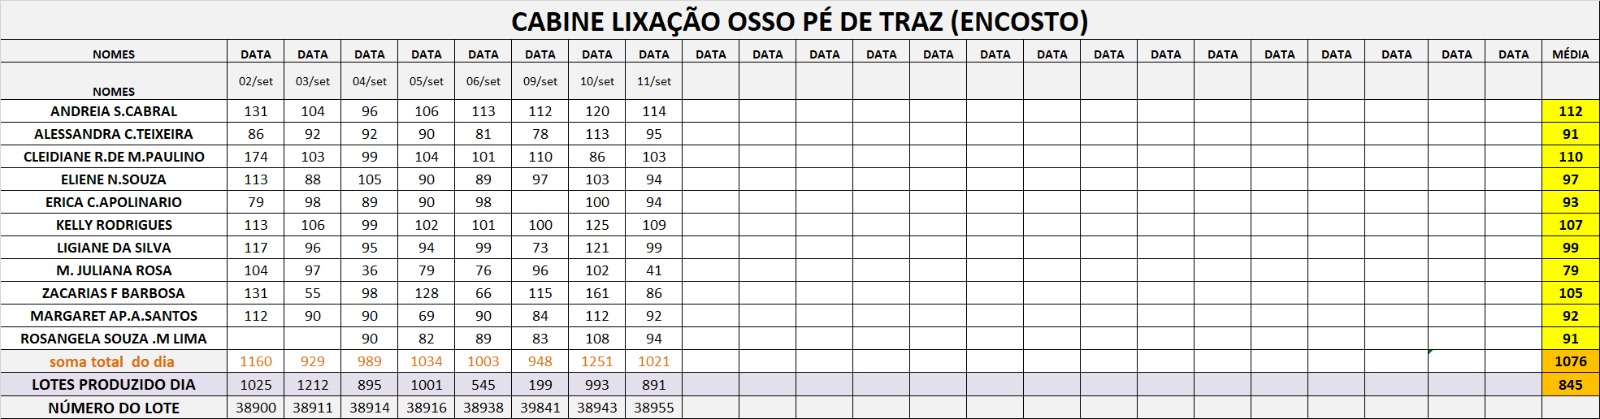 CABINE LIXAÇÃO OSSO PÉ DE TRAZ (ENCOSTO)
NOMES DATA DATA DATA DATA DATA DATA DATA DATA DATA DATA DATA DATA DATA DATA DATA DATA DATA DATA DATA DATA DATA DATA DATA MÉDIA
NOMES 02/set 03/set 04/set 05/set 06/set 09/set 10/set 11/set
ANDREIA S.CABRAL 131 104 96 106 113 112 120 114 112
ALESSANDRA C.TEIXEIRA 86 92 92 90 81 78 113 95 91
CLEIDIANE R.DE M.PAULINO 174 103 99 104 101 110 86 103 110
ELIENE N.SOUZA 113 88 105 90 89 97 103 94 97
ERICA C.APOLINARIO 79 98 89 90 98 100 94 93
KELLY RODRIGUES 113 106 99 102 101 100 125 109 107
LIGIANE DA SILVA 117 96 95 94 99 73 121 99 99
M. JULIANA ROSA 104 97 36 79 76 96 102 41 79
ZACARIAS F BARBOSA 131 55 98 128 66 115 161 86 105
MARGARET AP.A.SANTOS 112 90 90 69 90 84 112 92 92
ROSANGELA SOUZA .M LIMA 90 82 89 83 108 94 91
soma total do dia 1160 929 989 1034 1003 948 1251 1021 1076
LOTES PRODUZIDO DIA 1025 1212 895 1001 545 199 993 891 845
NÚMERO DO LOTE 38900 38911 38914 38916 38938 39841 38943 38955